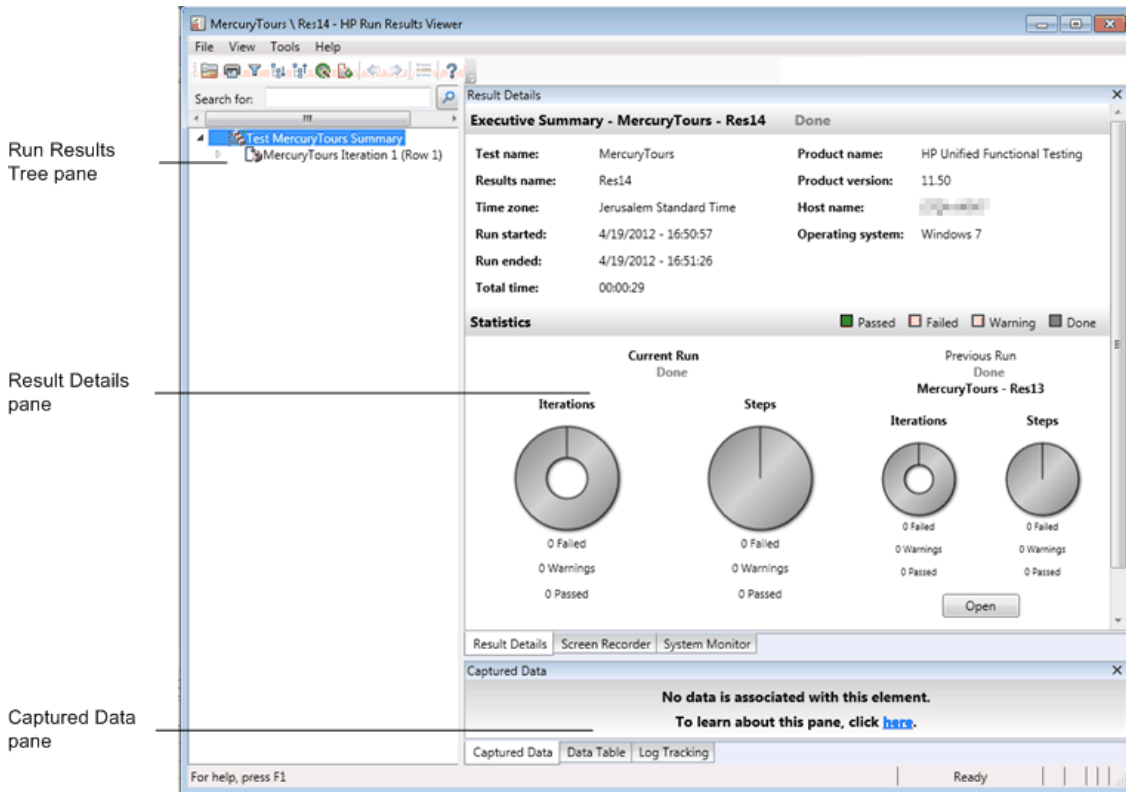 MercuryTours \ Res14 - HP Run Results Viewer
File View Tools Help
Search for:
Test MercuryTours Summary
MercuryTours Iteration 1 (Row 1)
Run Results
Tree pane
Result Details
Executive Summary - MercuryTours - Res14 Done
Test name: MercuryTours Product name: HP Unified Functional Testing
Results name: Res14 Product version: 11.50
Time zone: Jerusalem Standard Time Host name:
Run started: 4/19/2012 - 16:50:57 Operating system: Windows 7
Run ended: 4/19/2012 - 16:51:26
Total time: 00:00:29
Statistics Passed Failed Warning Done
Result Details
pane
Current Run
Done
Iterations Steps
0 Failed 0 Failed
0 Warnings 0 Warnings
0 Passed 0 Passed
Previous Run
Done
MercuryTours - Res13
Iterations Steps
0 Failed 0 Failed
0 Warnings 0 Warnings
0 Passed 0 Passed
Open
Result Details Screen Recorder System Monitor
Captured Data
pane
Captured Data
No data is associated with this element.
To learn about this pane, click here.
Captured Data Data Table Log Tracking
For help, press F1 Ready